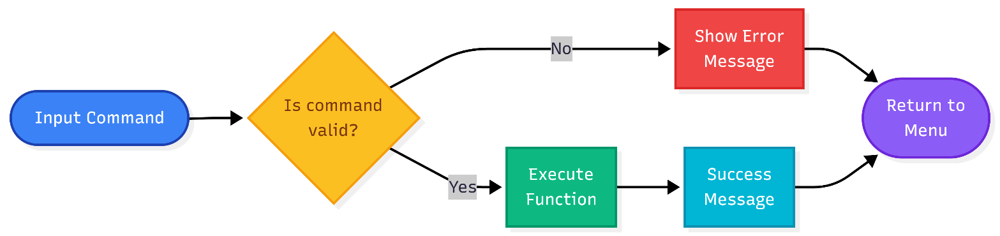 Input Command
Is command
valid?
No
Yes
Show Error
Message
Execute
Function
Success
Message
Return to
Menu